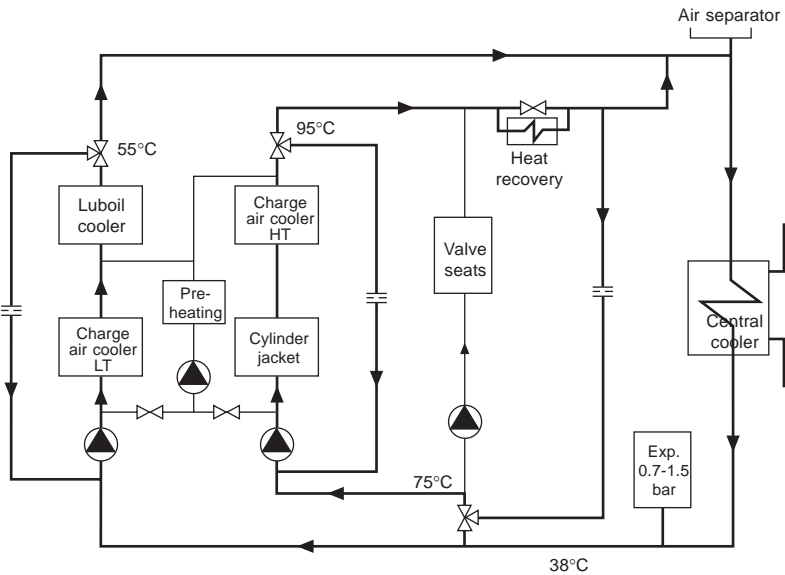 Air separator
95°C
55°C
Heat
recovery
Luboil
cooler
Charge
air cooler
HT
Valve
seats
Pre-
heating
Central
cooler
Charge
air cooler
LT
Cylinder
jacket
Exp.
0.7-1.5
bar
75°C
38°C